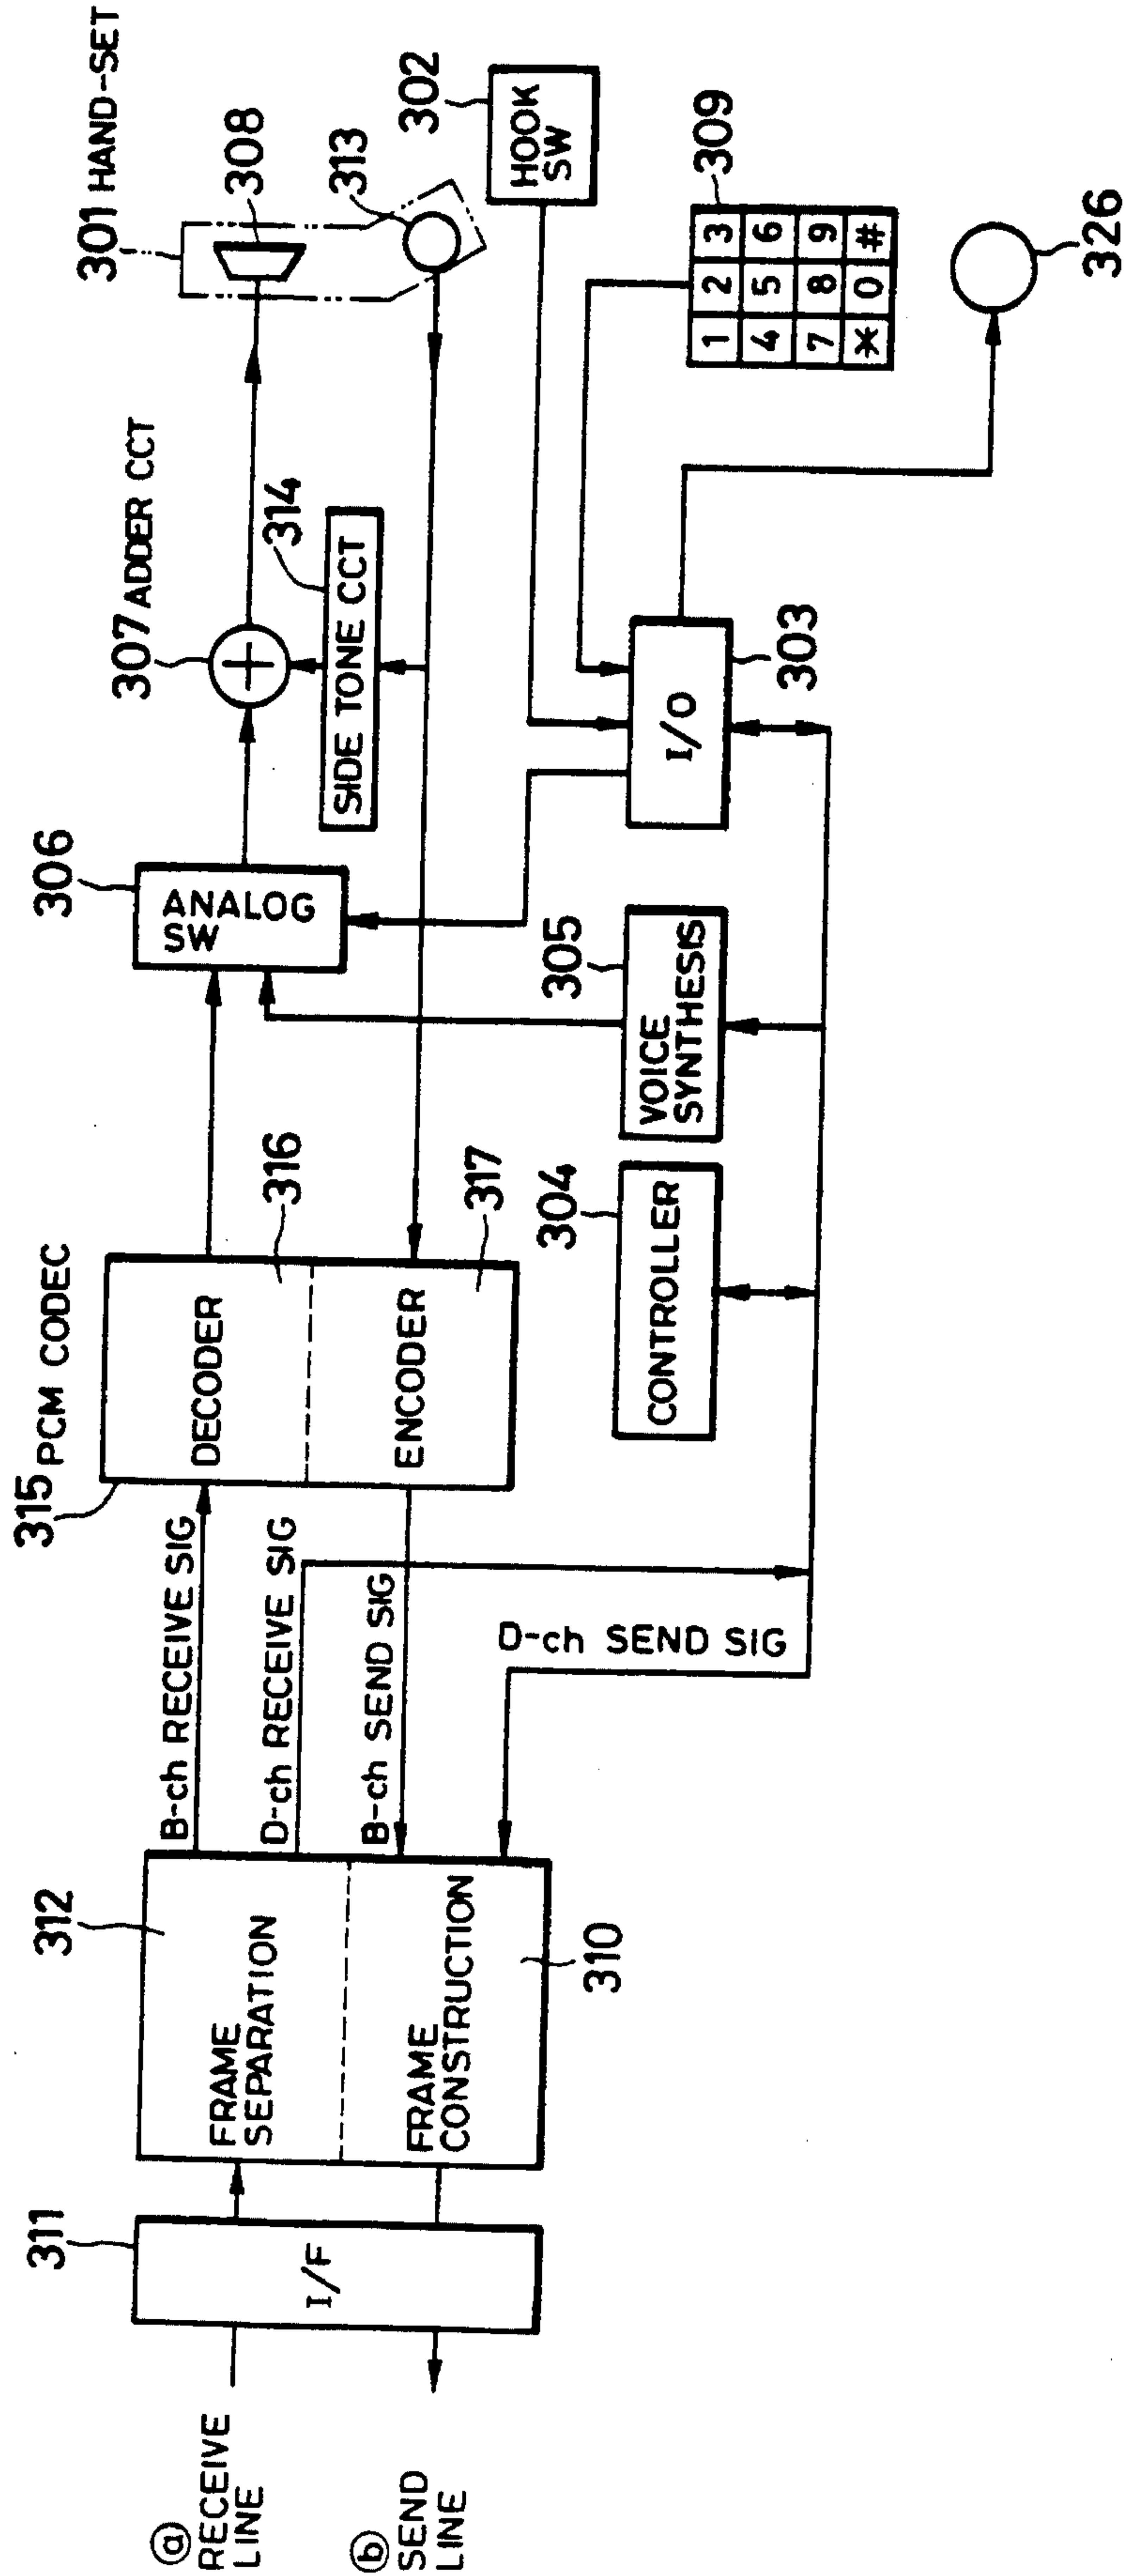 301 HAND-SET
308
313
302
HOOK
SW
309
1 2 3
4 5 6
7 8 9
* 0 #
326
307 ADDER CCT
314
SIDE TONE CCT
303
I/O
306
ANALOG
SW
305
VOICE
SYNTHESIS
304
CONTROLLER
315 PCM CODEC
316
DECODER
317
ENCODER
B-ch RECEIVE SIG
D-ch RECEIVE SIG
B-ch SEND SIG
D-ch SEND SIG
312
FRAME
SEPARATION
310
FRAME
CONSTRUCTION
311
I/F
a
RECEIVE
LINE
b
SEND
LINE